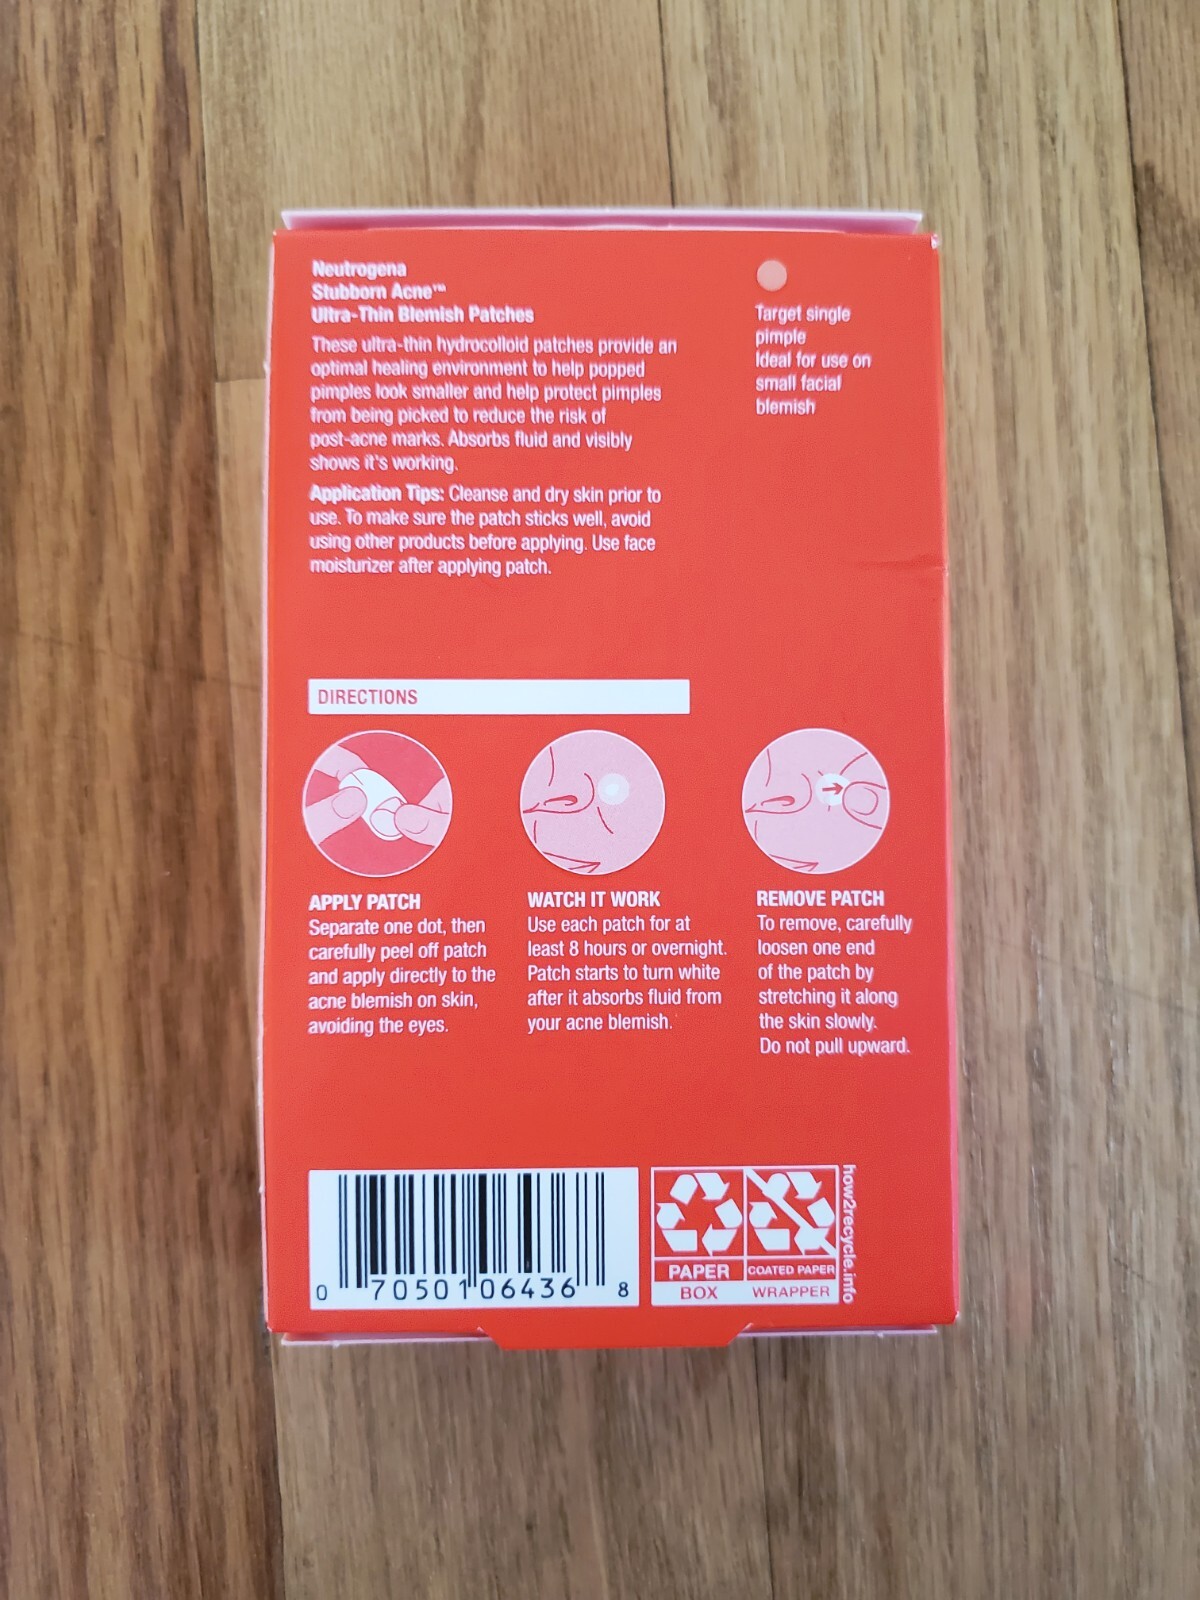 Neutrogena
Stubborn Acne™
Ultra-Thin Blemish Patches
These ultra-thin hydrocolloid patches provide an
optimal healing environment to help popped
pimples look smaller and help protect pimples
from being picked to reduce the risk of
post-acne marks. Absorbs fluid and visibly
shows it's working.
Application Tips: Cleanse and dry skin prior to
use. To make sure the patch sticks well, avoid
using other products before applying. Use face
moisturizer after applying patch.
Target single
pimple
Ideal for use on
small facial
blemish
DIRECTIONS
APPLY PATCH
Separate one dot, then
carefully peel off patch
and apply directly to the
acne blemish on skin,
avoiding the eyes.
WATCH IT WORK
Use each patch for at
least 8 hours or overnight.
Patch starts to turn white
after it absorbs fluid from
your acne blemish.
REMOVE PATCH
To remove, carefully
loosen one end
of the patch by
stretching it along
the skin slowly.
Do not pull upward.
0 70501 06436 8
PAPER
BOX
COATED PAPER
WRAPPER
how2recycle.info